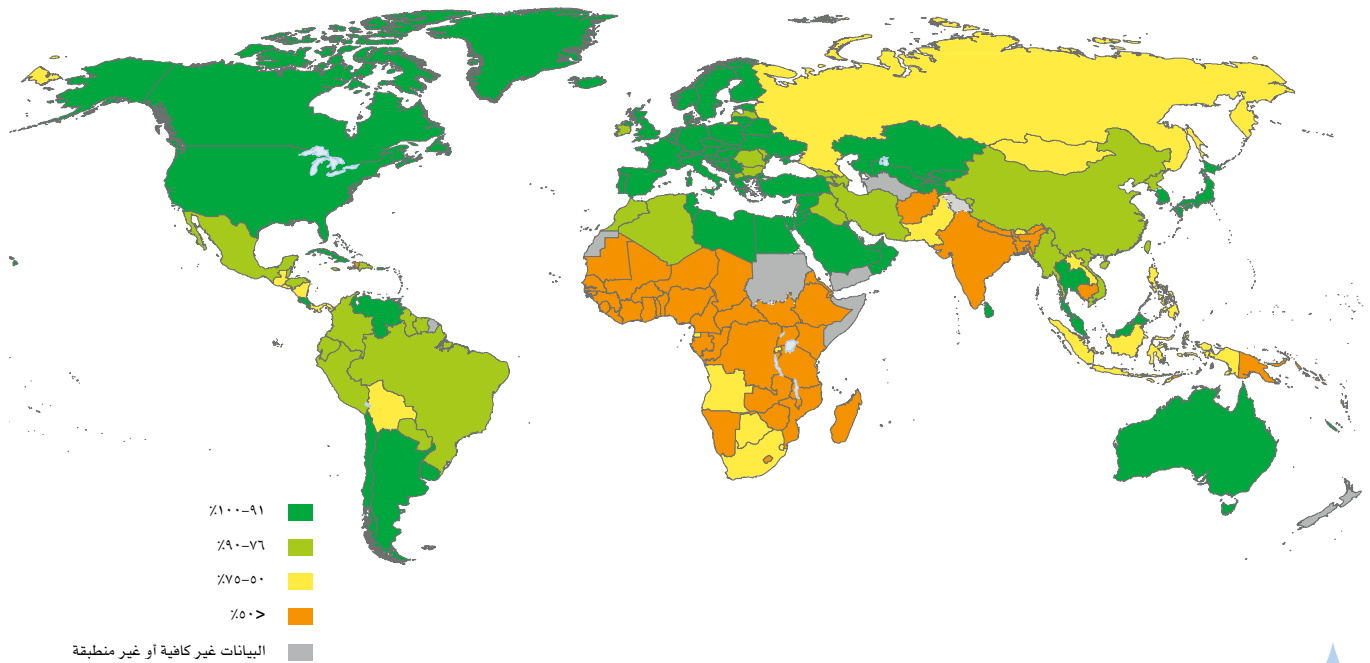 ٪١٠٠-٩١
٪٩٠-٧٦
٪٧٥-٥٠
٪٥٠>
البيانات غير كافية أو غير منطبقة